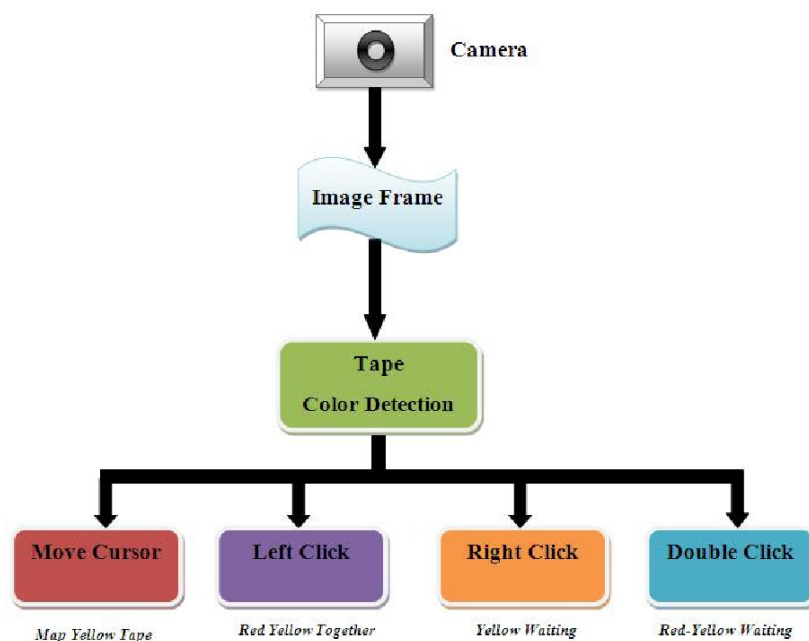 Camera
Image Frame
Tape
Color Detection
Move Cursor
Left Click
Right Click
Double Click
Map Yellow Tape
Red Yellow Together
Yellow Waiting
Red-Yellow Waiting